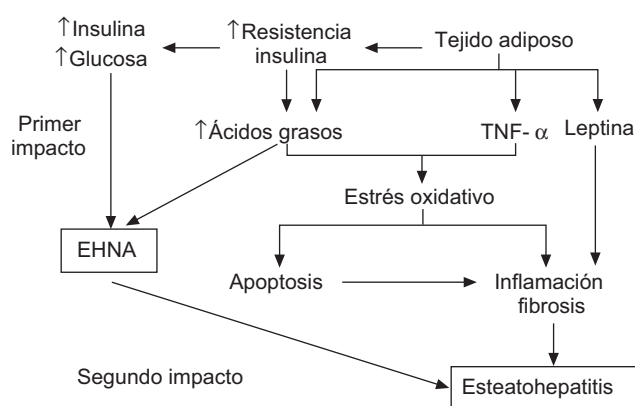 ↑Insulina
↑Glucosa
↑Resistencia
insulina
Tejido adiposo
Primer
impacto
↑Ácidos grasos
TNF- α
Leptina
Estrés oxidativo
EHNA
Apoptosis
Inflamación
fibrosis
Segundo impacto
Esteatohepatitis